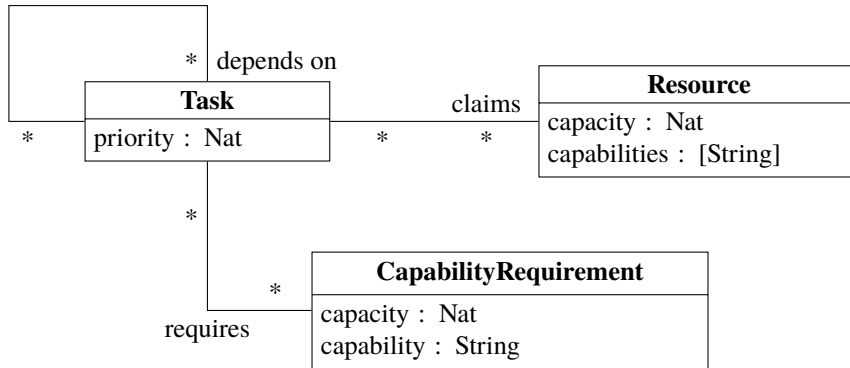 * depends on
Task
priority : Nat
*
*
claims
*
Resource
capacity : Nat
capabilities : [String]
*
*
requires
CapabilityRequirement
capacity : Nat
capability : String